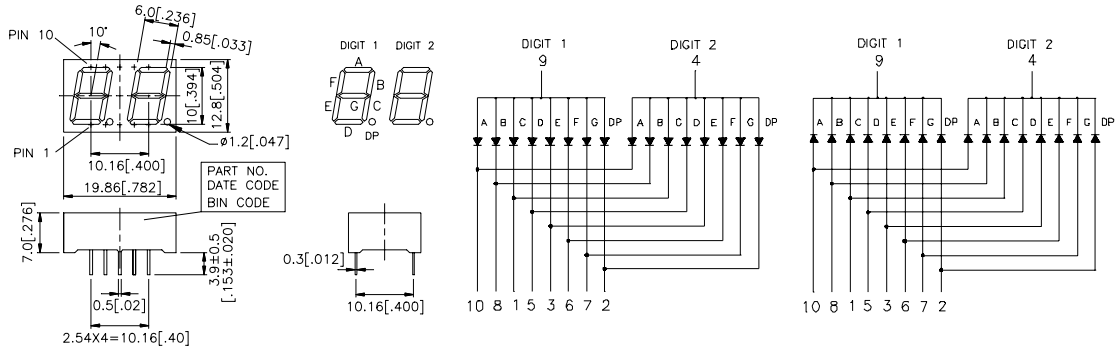 6.0[.236]
10°
0.85[.033]
PIN 10
10[.394]
12.8[.504]
PIN 1
ø1.2[.047]
10.16[.400]
19.86[.782]
PART NO.
DATE CODE
BIN CODE
7.0[.276]
3.9±0.5
[.153±.020]
0.5[.02]
2.54X4=10.16[.40]
0.3[.012]
10.16[.400]
DIGIT 1 DIGIT 2
A
F B
G
E C
D DP
DIGIT 1 DIGIT 2
9 4
A B C D E F G DP A B C D E F G DP
10 8 1 5 3 6 7 2
DIGIT 1 DIGIT 2
9 4
A B C D E F G DP A B C D E F G DP
10 8 1 5 3 6 7 2